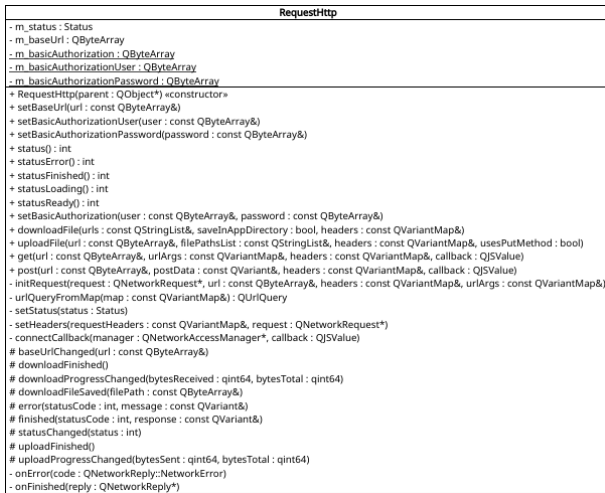 RequestHttp
- m_status : Status
- m_baseUrl : QByteArray
- m_basicAuthorization : QByteArray
- m_basicAuthorizationUser : QByteArray
- m_basicAuthorizationPassword : QByteArray
+ RequestHttp(parent : QObject*) «constructor»
+ setBaseUrl(url : const QByteArray&)
+ setBasicAuthorizationUser(user : const QByteArray&)
+ setBasicAuthorizationPassword(password : const QByteArray&)
+ status() : int
+ statusError() : int
+ statusFinished() : int
+ statusLoading() : int
+ statusReady() : int
+ setBasicAuthorization(user : const QByteArray&, password : const QByteArray&)
+ downloadFile(urls : const QStringList&, saveInAppDirectory : bool, headers : const QVariantMap&)
+ uploadFile(url : const QByteArray&, filePathsList : const QStringList&, headers : const QVariantMap&, usesPutMethod : bool)
+ get(url : const QByteArray&, urlArgs : const QVariantMap&, headers : const QVariantMap&, callback : QJSValue)
+ post(url : const QByteArray&, postData : const QVariant&, headers : const QVariantMap&, callback : QJSValue)
- initRequest(request : QNetworkRequest*, url : const QByteArray&, headers : const QVariantMap&, urlArgs : const QVariantMap&)
- urlQueryFromMap(map : const QVariantMap&) : QUrlQuery
- setStatus(status : Status)
- setHeaders(requestHeaders : const QVariantMap&, request : QNetworkRequest*)
- connectCallback(manager : QNetworkAccessManager*, callback : QJSValue)
# baseUrlChanged(url : const QByteArray&)
# downloadFinished()
# downloadProgressChanged(bytesReceived : qint64, bytesTotal : qint64)
# downloadFileSaved(filePath : const QByteArray&)
# error(statusCode : int, message : const QVariant&)
# finished(statusCode : int, response : const QVariant&)
# statusChanged(status : int)
# uploadFinished()
# uploadProgressChanged(bytesSent : qint64, bytesTotal : qint64)
- onError(code : QNetworkReply::NetworkError)
- onFinished(reply : QNetworkReply*)